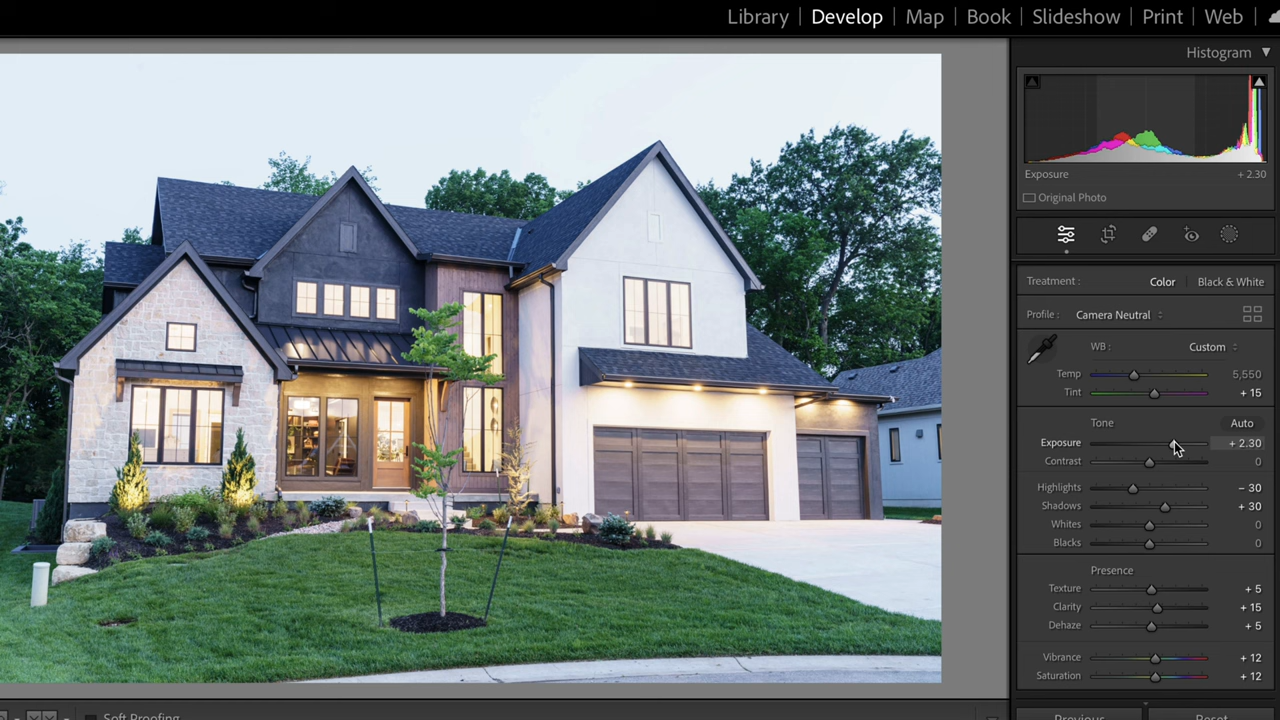 Library | Develop | Map | Book | Slideshow | Print | Web |
Histogram
Exposure + 2.30
Original Photo
Treatment : Color | Black & White
Profile : Camera Neutral
WB : Custom
Temp 5,550
Tint + 15
Tone Auto
Exposure + 2.30
Contrast 0
Highlights − 30
Shadows + 30
Whites 0
Blacks 0
Presence
Texture + 5
Clarity + 15
Dehaze + 5
Vibrance + 12
Saturation + 12
Soft Proofing
Previous Reset